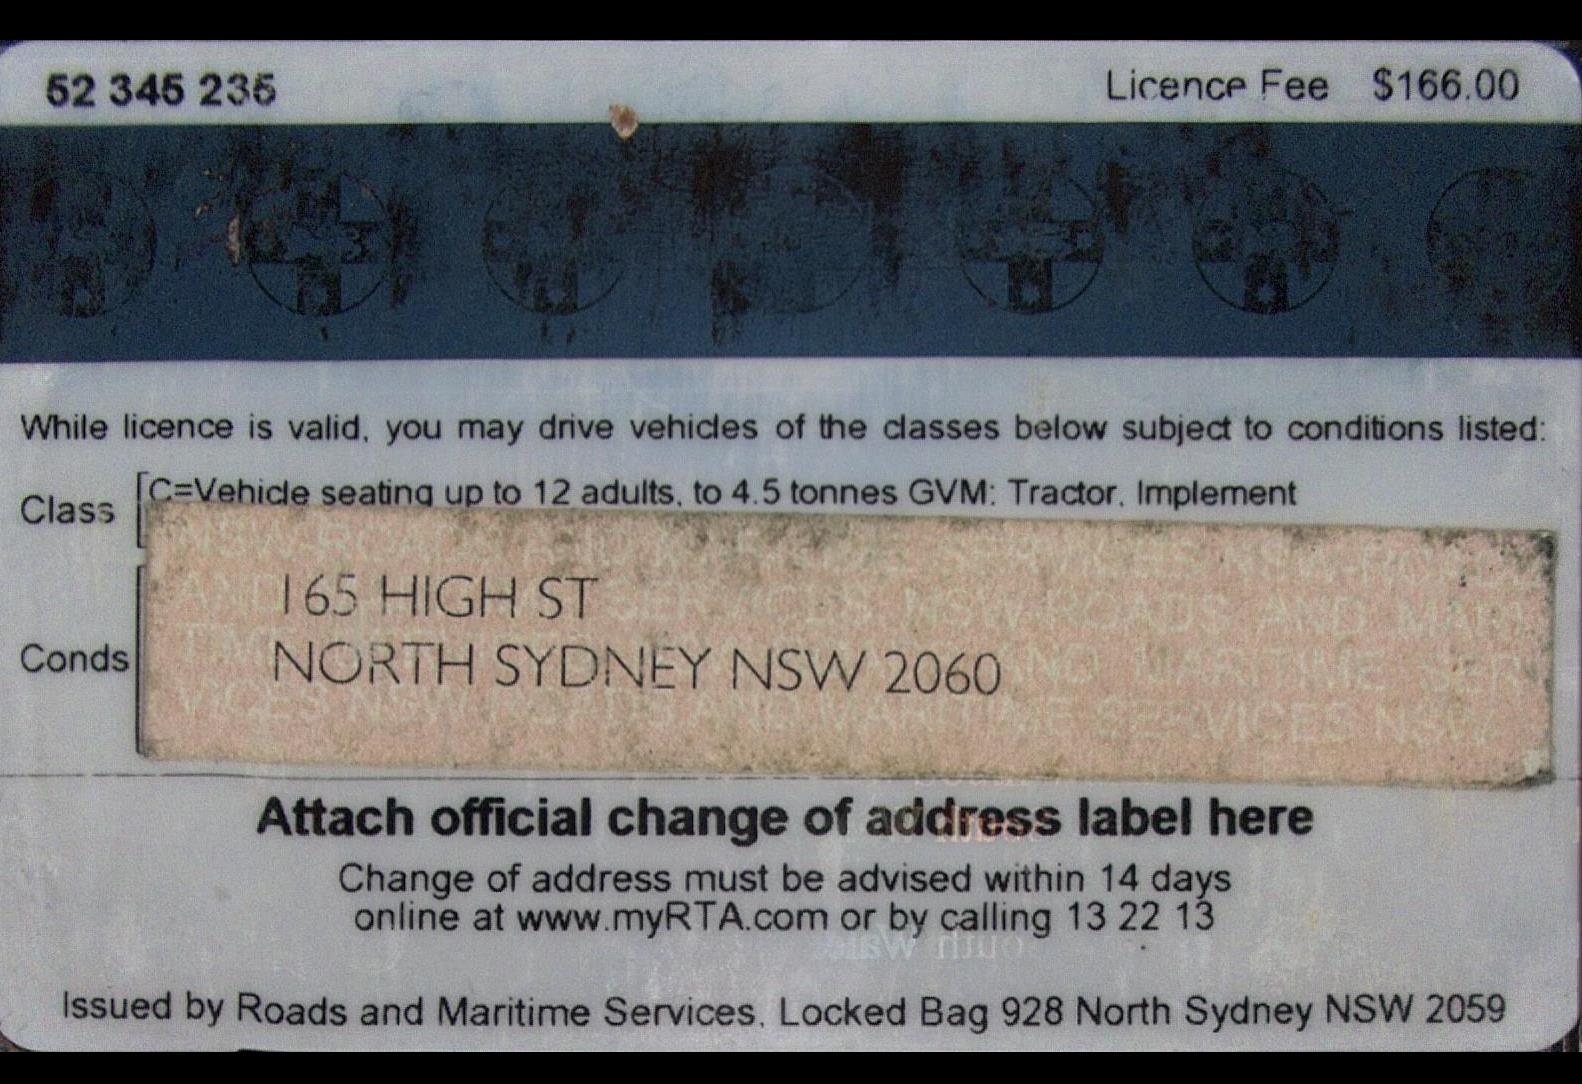 52 345 235
Licence Fee $166.00
While licence is valid, you may drive vehicles of the classes below subject to conditions listed:
Class
C=Vehicle seating up to 12 adults, to 4.5 tonnes GVM: Tractor, Implement
165 HIGH ST
NORTH SYDNEY NSW 2060
Conds
Attach official change of address label here
Change of address must be advised within 14 days
online at www.myRTA.com or by calling 13 22 13
Issued by Roads and Maritime Services, Locked Bag 928 North Sydney NSW 2059